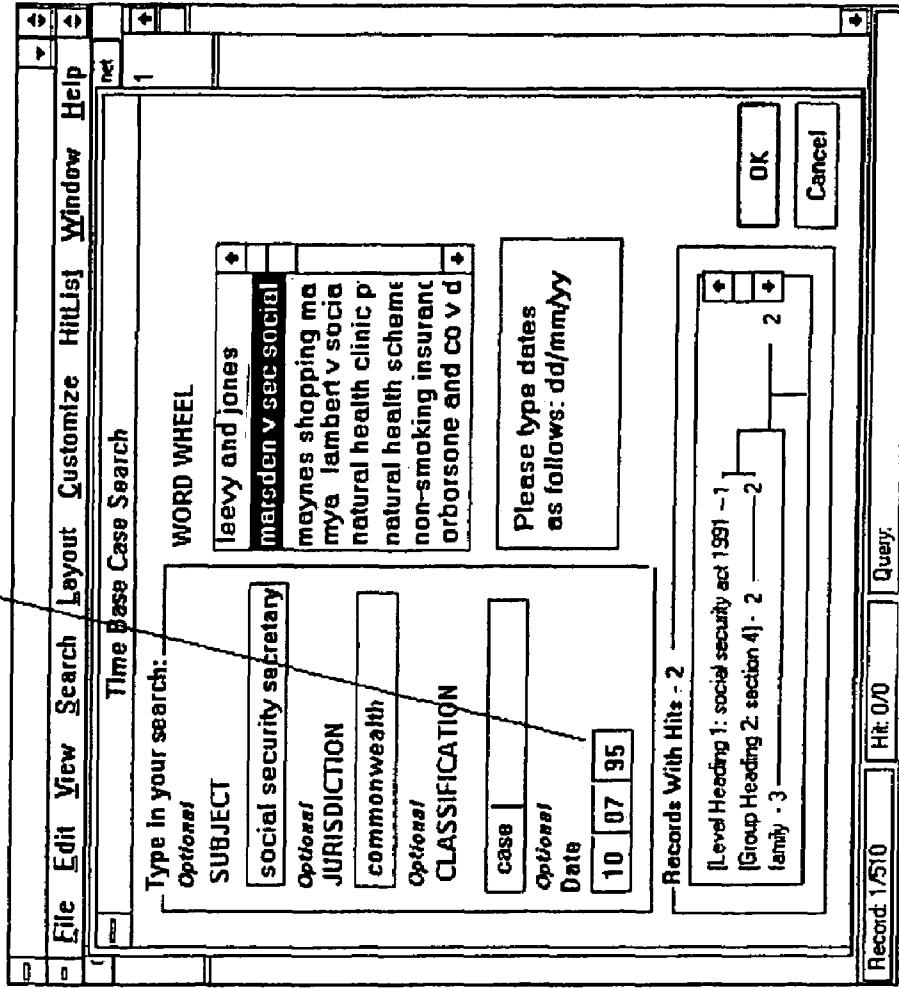 File Edit View Search Layout Customize HitList Window Help
Time Base Case Search
net
1
Type in your search:
Optional
SUBJECT
social security secretary
Optional
JURISDICTION
commonwealth
Optional
CLASSIFICATION
case
Optional
Date
10 07 95
WORD WHEEL
leevy and jones
marsden v sec social
maynes shopping ma
mya lambert v socia
natural health clinic p
natural health scheme
non-smoking insuranc
orborsone and co v d
Please type dates
as follows: dd/mm/yy
Records With Hits - 2
[Level Heading 1: social security act 1991 - 1
[Group Heading 2: section 4] - 2 2 2
family - 3
OK
Cancel
Record: 1/510 Hit: 0/0 Query: